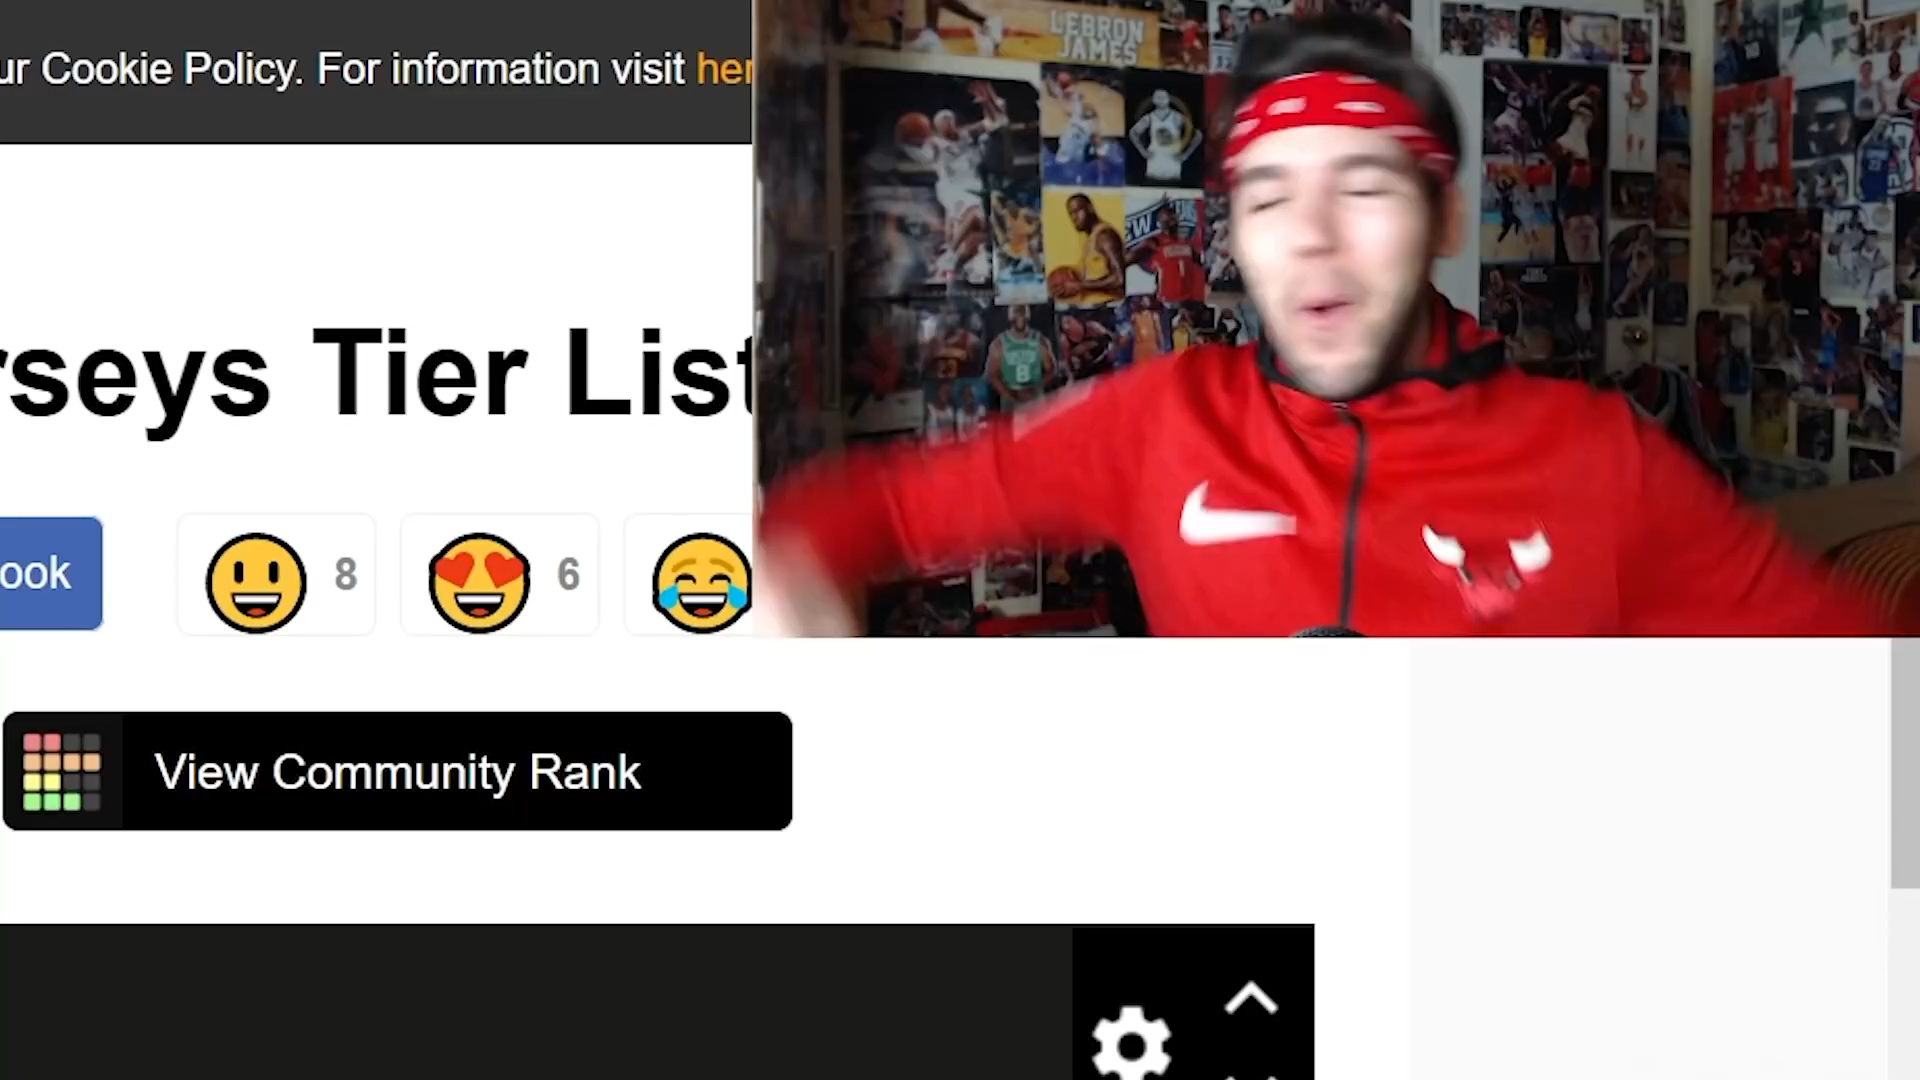 ur Cookie Policy. For information visit her
LEBRON
JAMES
rseys Tier List
ook
8
6
View Community Rank